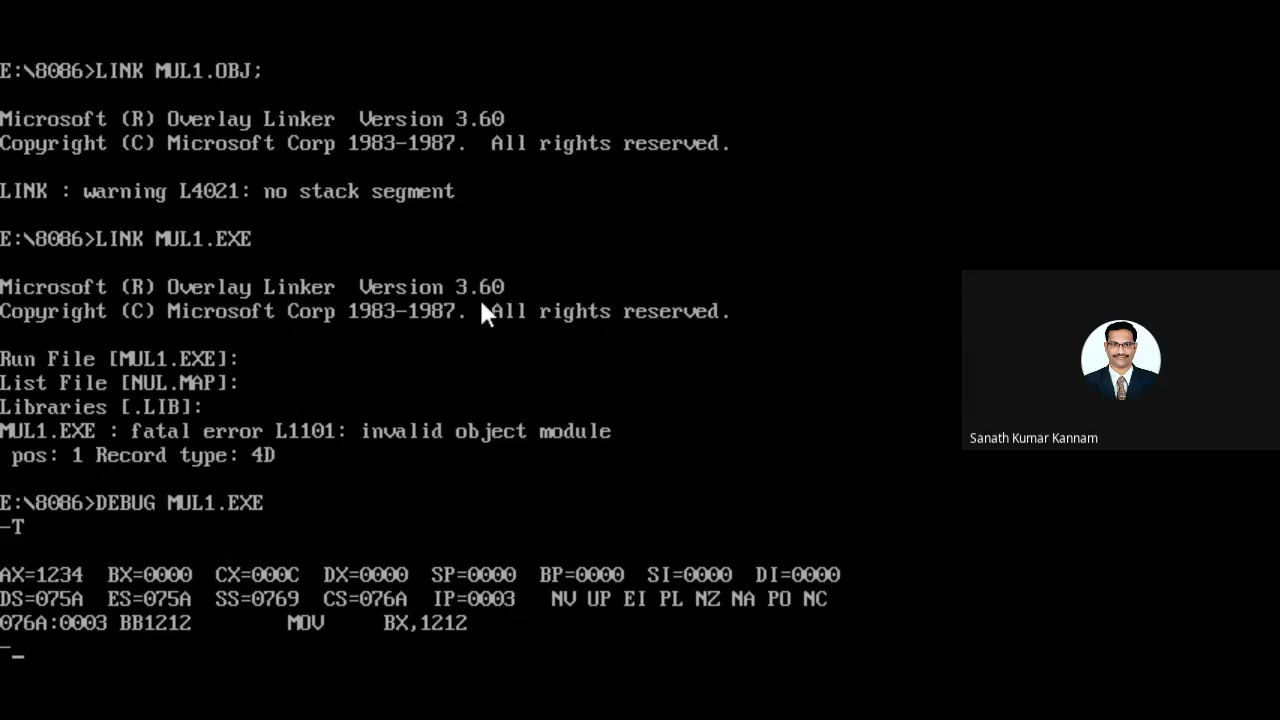 E:\8086>LINK MUL1.OBJ;
Microsoft (R) Overlay Linker  Version 3.60
Copyright (C) Microsoft Corp 1983-1987.  All rights reserved.
LINK : warning L4021: no stack segment
E:\8086>LINK MUL1.EXE
Microsoft (R) Overlay Linker  Version 3.60
Copyright (C) Microsoft Corp 1983-1987.  All rights reserved.
Run File [MUL1.EXE]:
List File [NUL.MAP]:
Libraries [.LIB]:
MUL1.EXE : fatal error L1101: invalid object module
 pos: 1 Record type: 4D
E:\8086>DEBUG MUL1.EXE
-T
AX=1234  BX=0000  CX=000C  DX=0000  SP=0000  BP=0000  SI=0000  DI=0000
DS=075A  ES=075A  SS=0769  CS=076A  IP=0003   NV UP EI PL NZ NA PO NC
076A:0003 BB1212        MOV     BX,1212
-_
Sanath Kumar Kannam